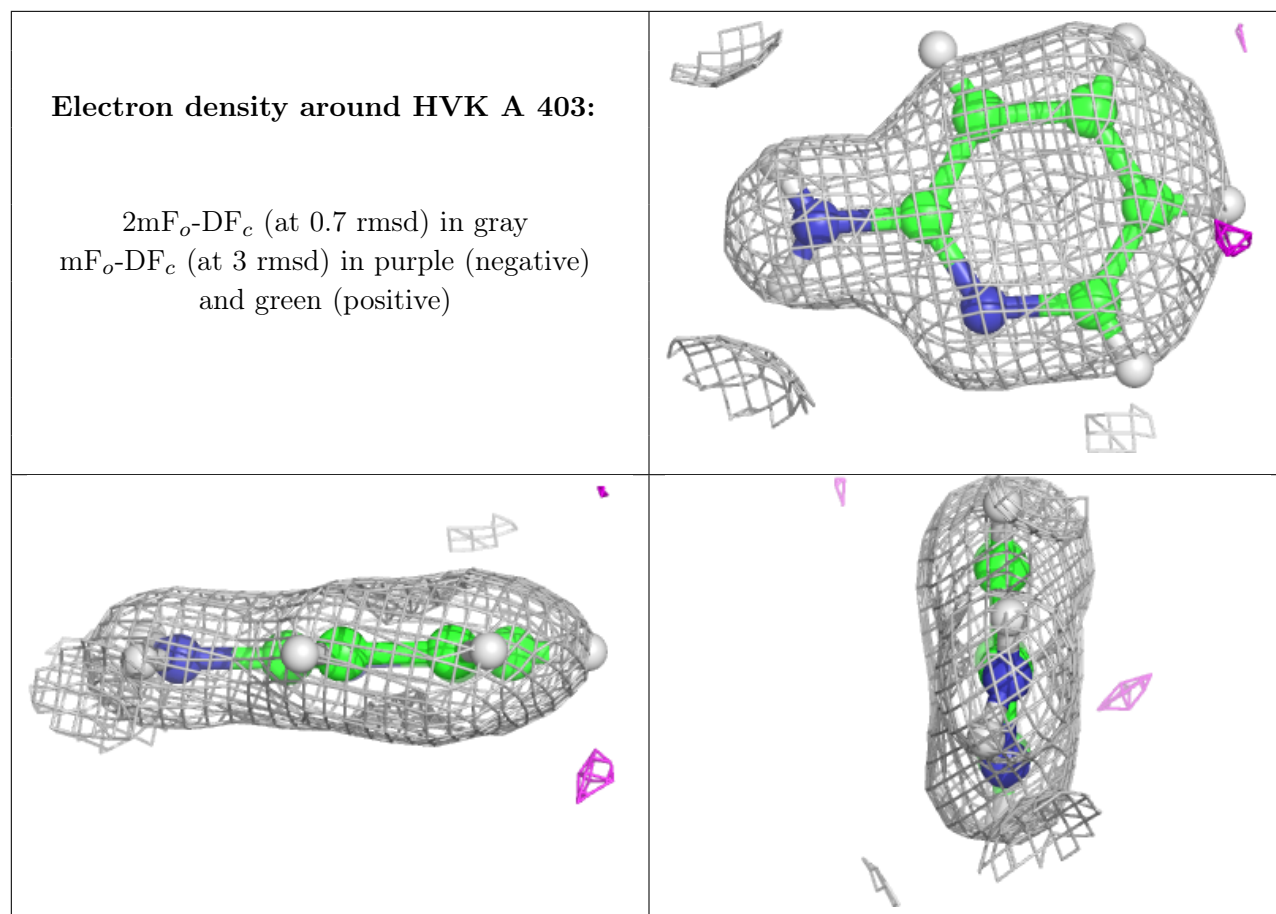 Electron density around HVK A 403:
2mFo-DFc (at 0.7 rmsd) in gray
mFo-DFc (at 3 rmsd) in purple (negative)
and green (positive)